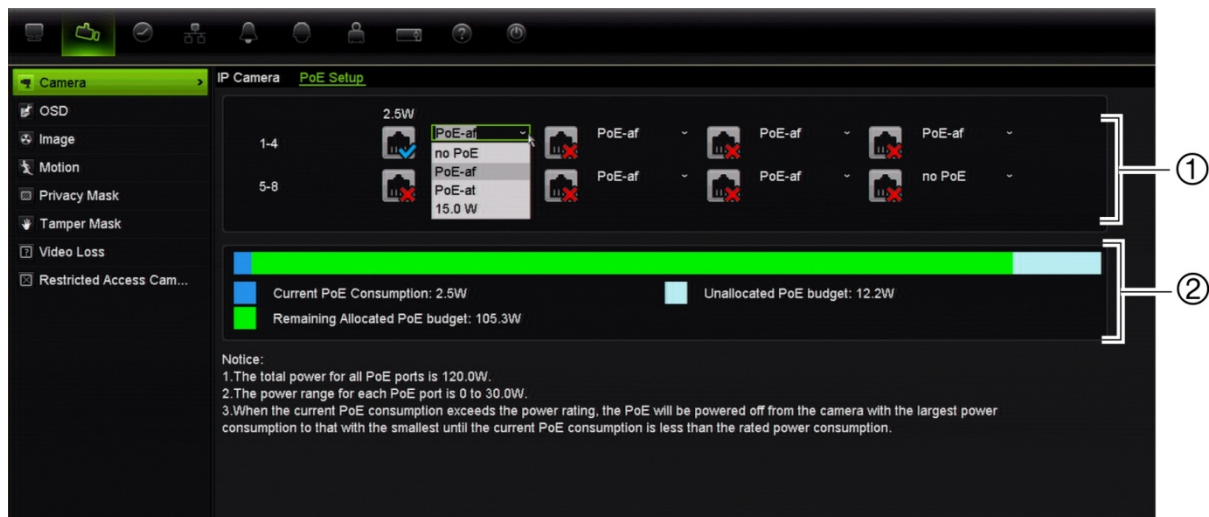 Camera
OSD
Image
Motion
Privacy Mask
Tamper Mask
Video Loss
Restricted Access Cam...
IP Camera PoE Setup
2.5W
1-4 PoE-af PoE-af PoE-af PoE-af
no PoE
PoE-af
PoE-at
15.0 W
5-8 PoE-af PoE-af no PoE
①
Current PoE Consumption: 2.5W Unallocated PoE budget: 12.2W
Remaining Allocated PoE budget: 105.3W
②
Notice:
1.The total power for all PoE ports is 120.0W.
2.The power range for each PoE port is 0 to 30.0W.
3.When the current PoE consumption exceeds the power rating, the PoE will be powered off from the camera with the largest power
consumption to that with the smallest until the current PoE consumption is less than the rated power consumption.